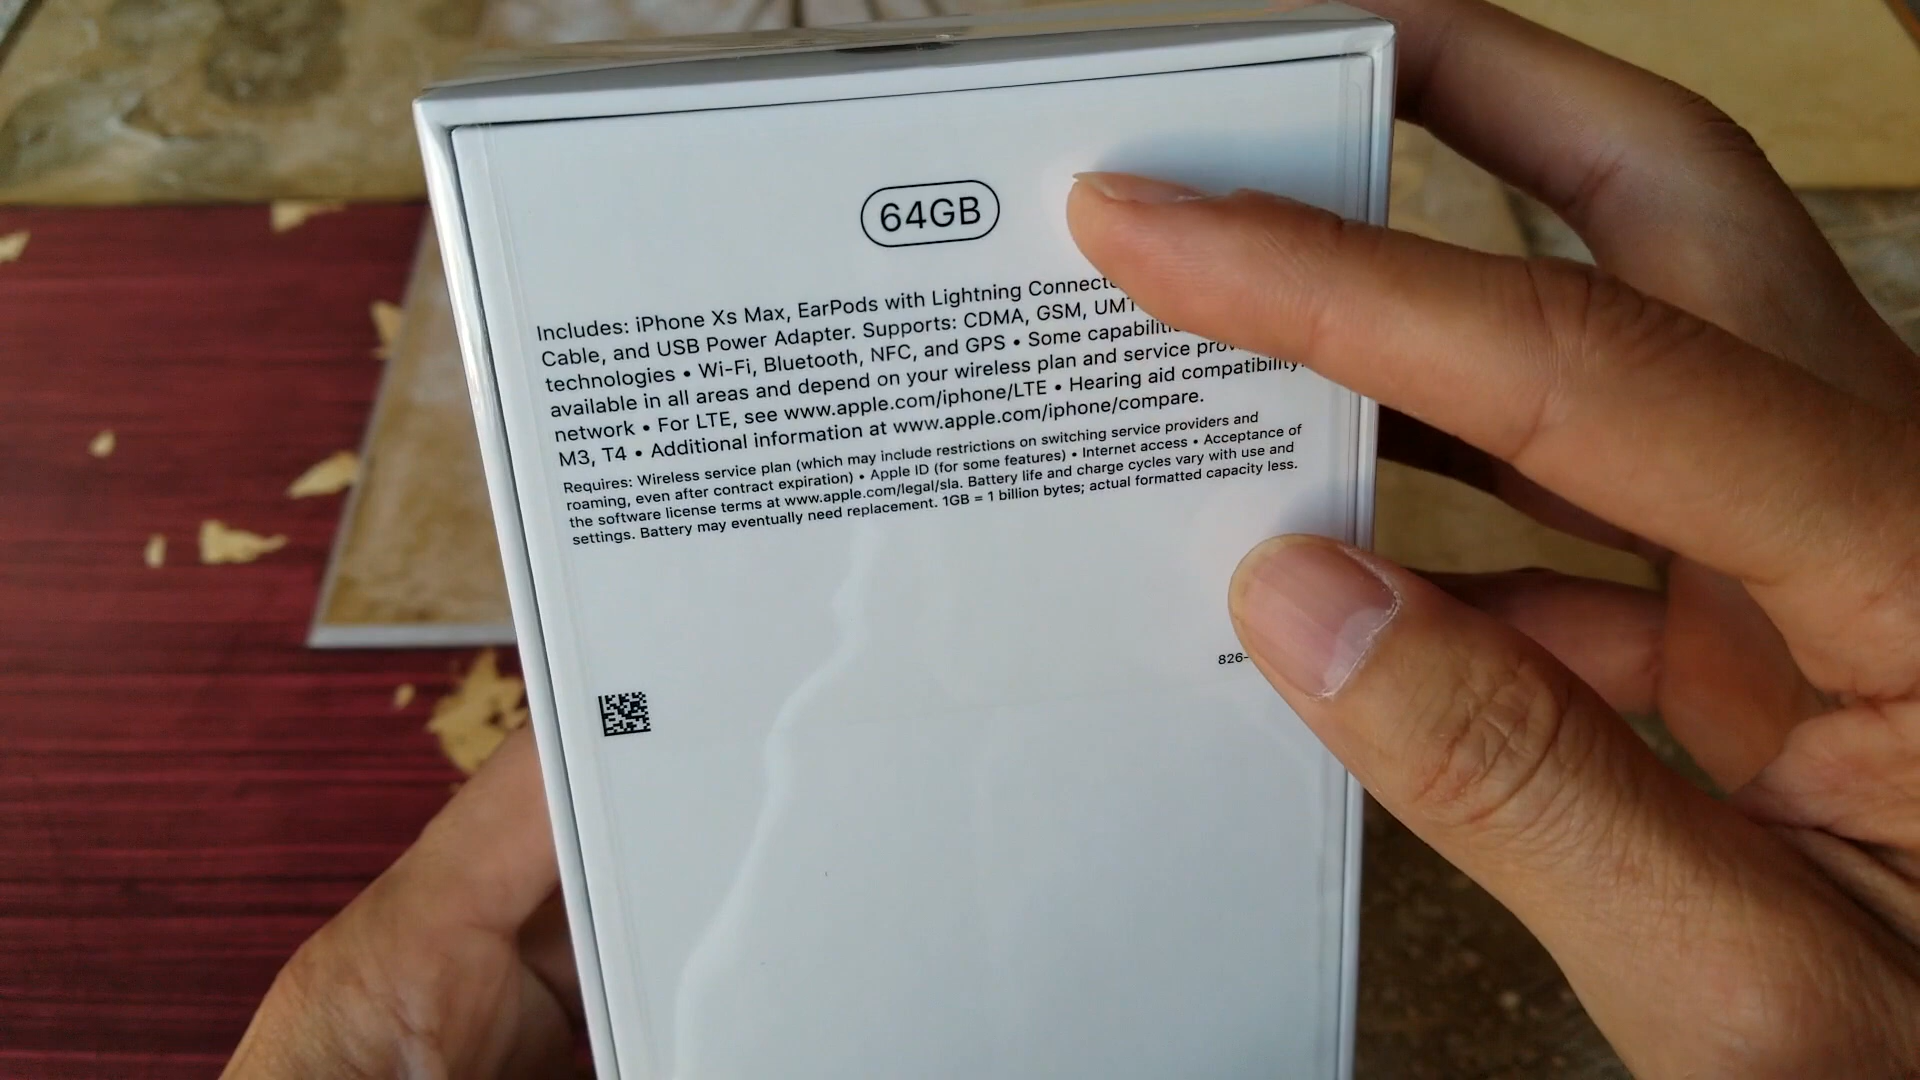 64GB
Includes: iPhone Xs Max, EarPods with Lightning
Cable, and USB Power Adapter. Supports: CDMA, GSM,
technologies • Wi-Fi, Bluetooth, NFC, and GPS • Some
available in all areas and depend on your wireless plan and service
network • For LTE, see www.apple.com/iphone/LTE • Hearing aid compatibility:
M3, T4 • Additional information at www.apple.com/iphone/compare.
Requires: Wireless service plan (which may include restrictions on switching service providers and
roaming, even after contract expiration) • Apple ID (for some features) • Internet access • Acceptance of
the software license terms at www.apple.com/legal/sla. Battery life and charge cycles vary with use and
settings. Battery may eventually need replacement. 1GB = 1 billion bytes; actual formatted capacity less.
826-